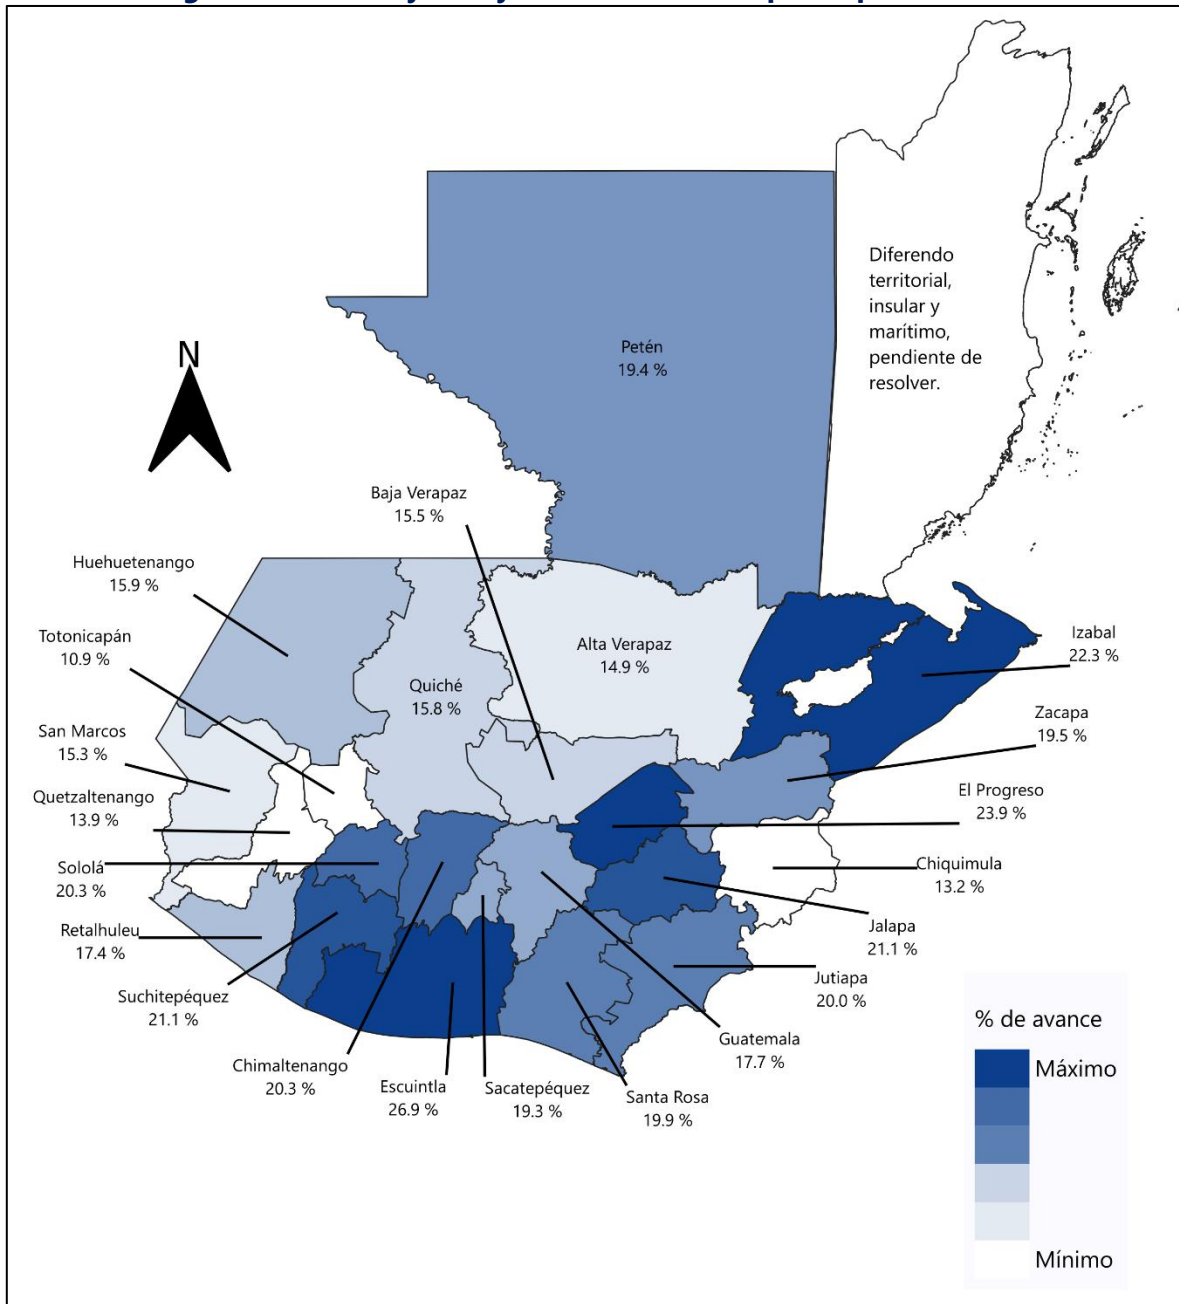 Diferendo
territorial,
insular y
marítimo,
pendiente de
resolver.
N
Petén
19.4 %
Baja Verapaz
15.5 %
Huehuetenango
15.9 %
Totonicapán
10.9 %
Alta Verapaz
14.9 %
Izabal
22.3 %
Quiché
15.8 %
San Marcos
15.3 %
Zacapa
19.5 %
Quetzaltenango
13.9 %
El Progreso
23.9 %
Sololá
20.3 %
Chiquimula
13.2 %
Retalhuleu
17.4 %
Jalapa
21.1 %
Suchitepéquez
21.1 %
Jutiapa
20.0 %
Guatemala
17.7 %
Chimaltenango
20.3 %
Escuintla
26.9 %
Sacatepéquez
19.3 %
Santa Rosa
19.9 %
% de avance
Máximo
Mínimo